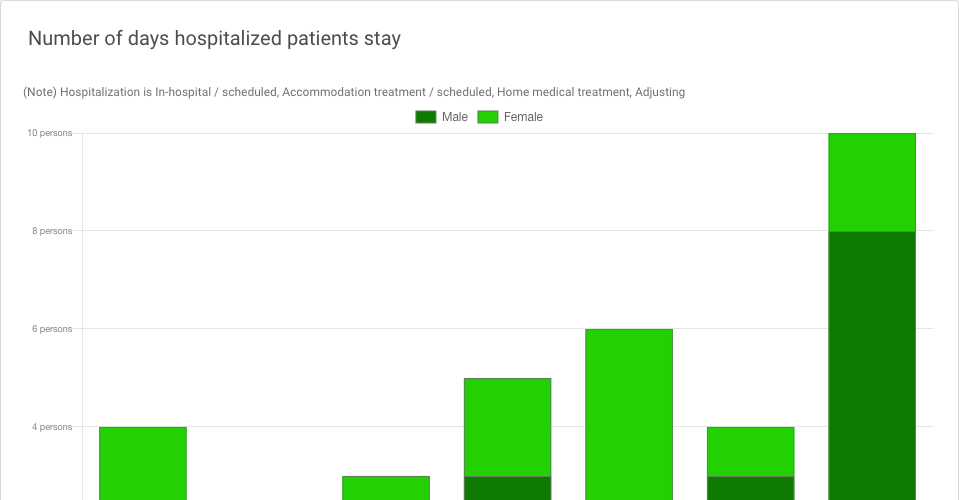 Number of days hospitalized patients stay
(Note) Hospitalization is In-hospital / scheduled, Accommodation treatment / scheduled, Home medical treatment, Adjusting
Male Female
10 persons
8 persons
6 persons
4 persons